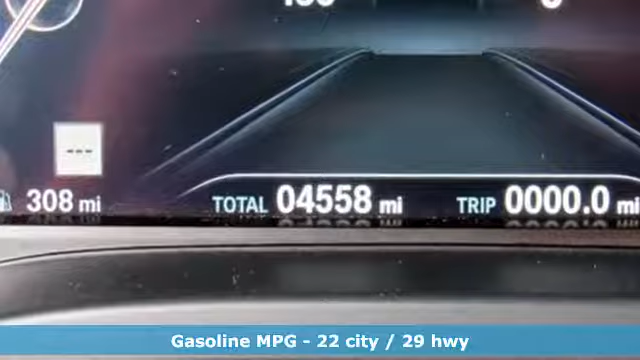 ---
308 mi
TOTAL 04558 mi
TRIP 0000.0 mi
Gasoline MPG - 22 city / 29 hwy